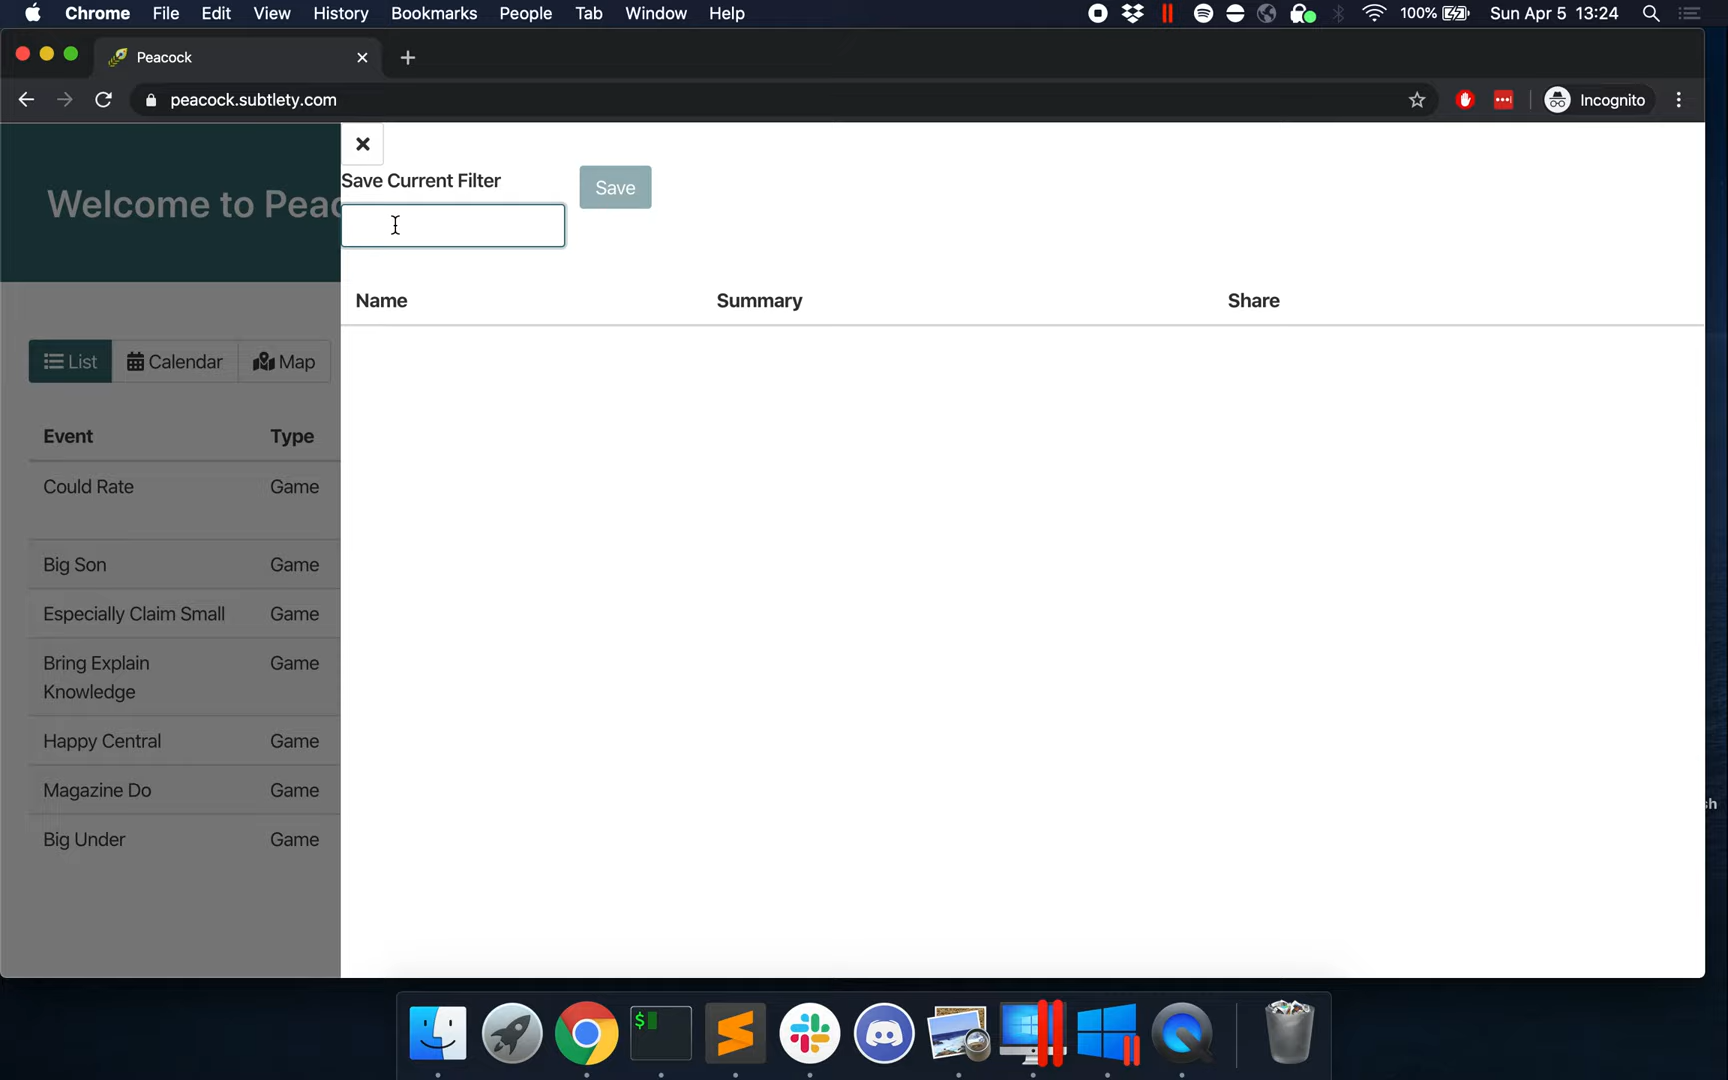 Chrome File Edit View History Bookmarks People Tab Window Help 100% Sun Apr 5 13:24
Peacock
peacock.subtlety.com Incognito
Save Current Filter Save
Welcome to Peac
Name Summary Share
List Calendar Map
Event Type
Could Rate Game
Big Son Game
Especially Claim Small Game
Bring Explain Game
Knowledge
Happy Central Game
Magazine Do Game
sh
Big Under Game
$